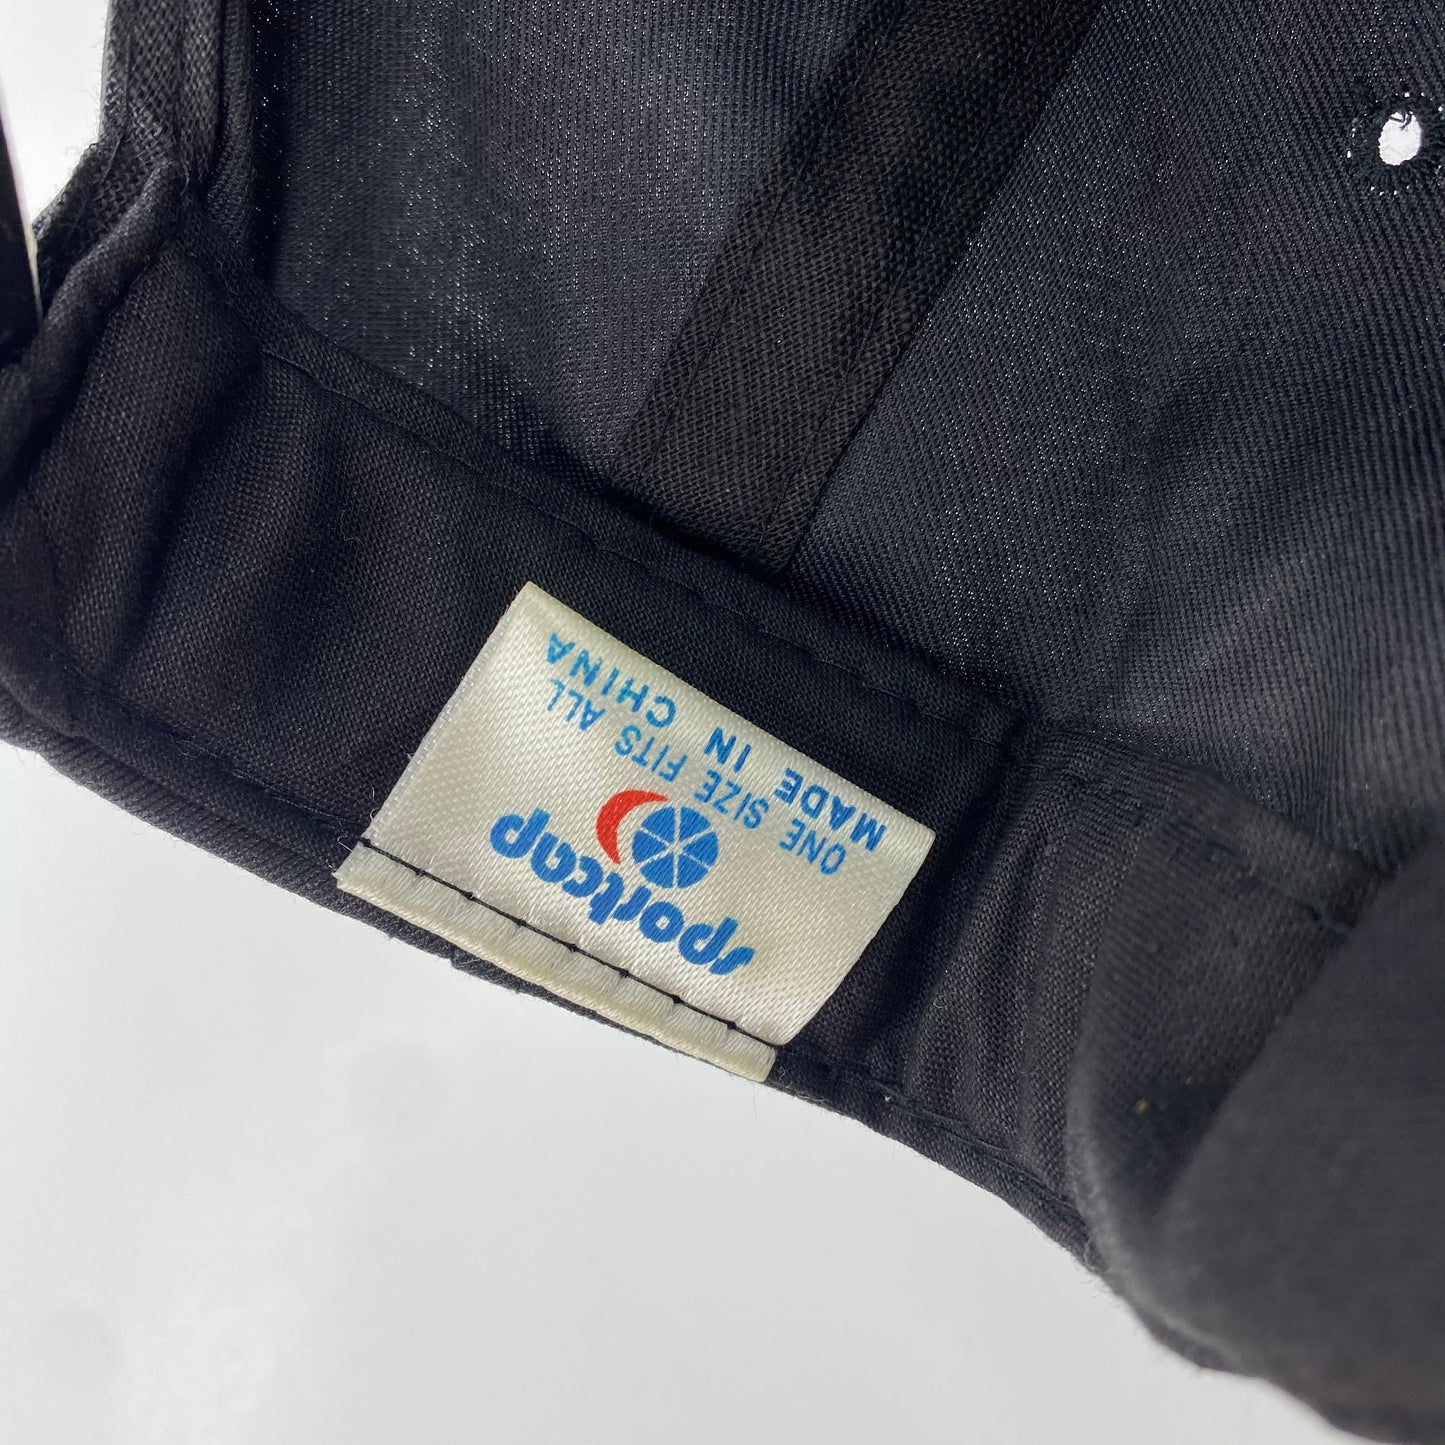 sportcap
ONE SIZE FITS ALL
MADE IN CHINA